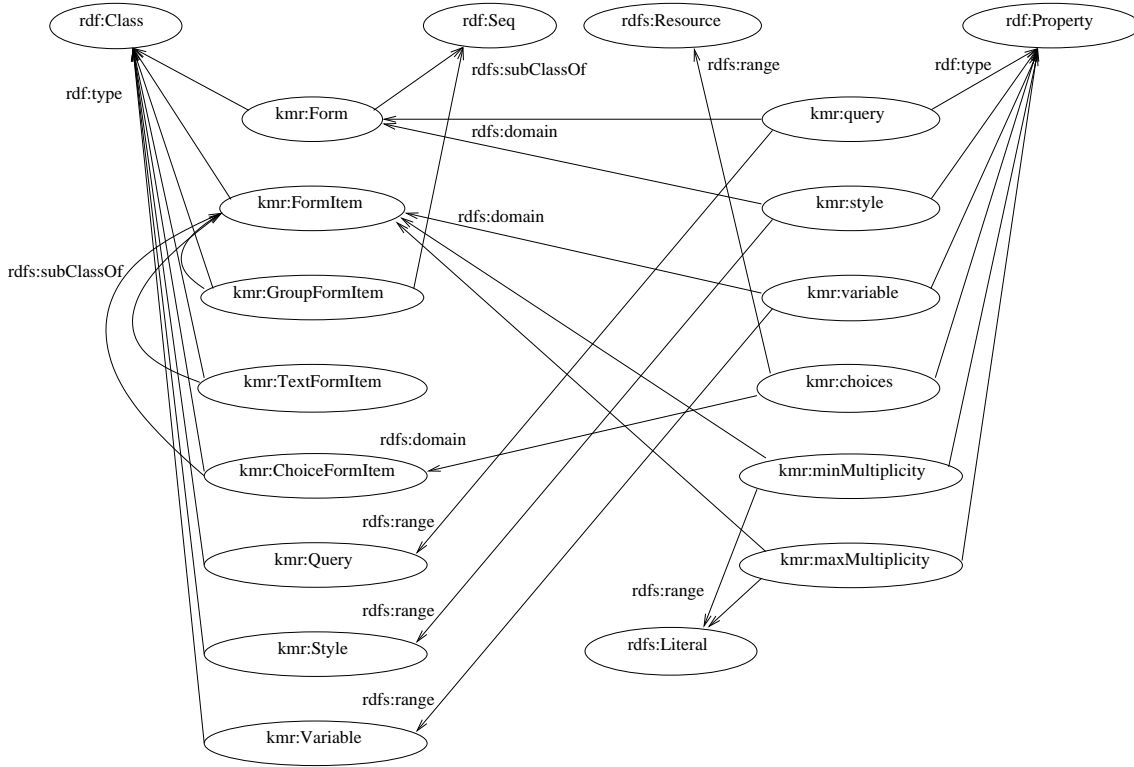 rdf:Class
rdf:Seq
rdfs:Resource
rdf:Property
rdfs:range
rdf:type
rdfs:subClassOf
rdf:type
kmr:Form
kmr:query
rdfs:domain
kmr:FormItem
kmr:style
rdfs:domain
rdfs:subClassOf
kmr:GroupFormItem
kmr:variable
kmr:TextFormItem
kmr:choices
rdfs:domain
kmr:ChoiceFormItem
kmr:minMultiplicity
rdfs:range
kmr:Query
kmr:maxMultiplicity
rdfs:range
rdfs:range
kmr:Style
rdfs:Literal
rdfs:range
kmr:Variable